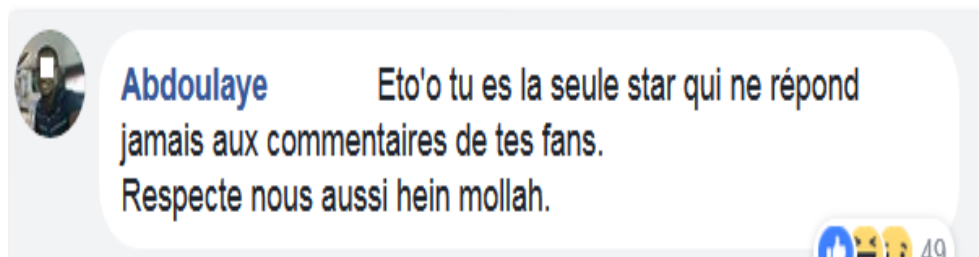 Abdoulaye Eto'o tu es la seule star qui ne répond
jamais aux commentaires de tes fans.
Respecte nous aussi hein mollah.
49